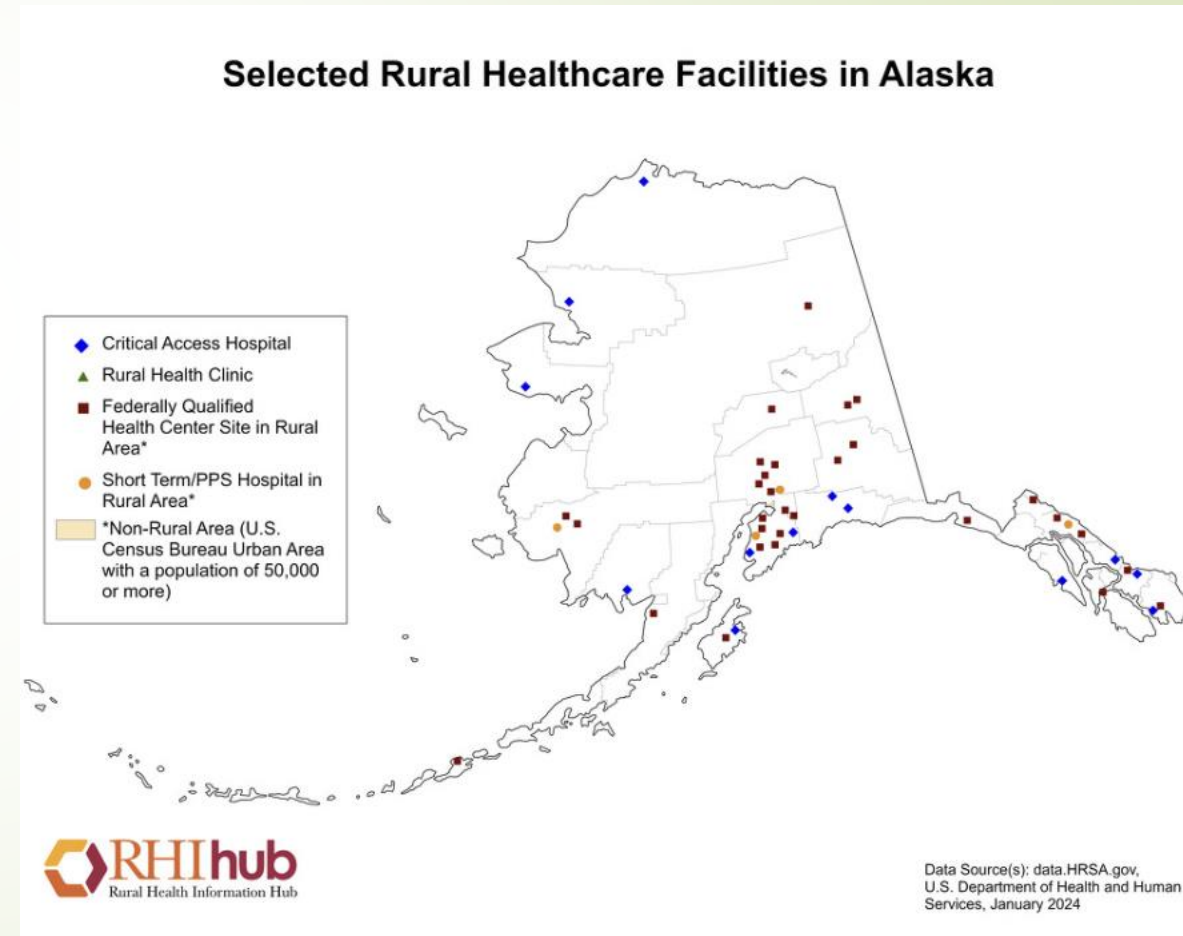 Selected Rural Healthcare Facilities in Alaska
Critical Access Hospital
Rural Health Clinic
Federally Qualified
Health Center Site in Rural
Area*
Short Term/PPS Hospital in
Rural Area*
*Non-Rural Area (U.S.
Census Bureau Urban Area
with a population of 50,000
or more)
RHIhub
Rural Health Information Hub
Data Source(s): data.HRSA.gov,
U.S. Department of Health and Human
Services, January 2024